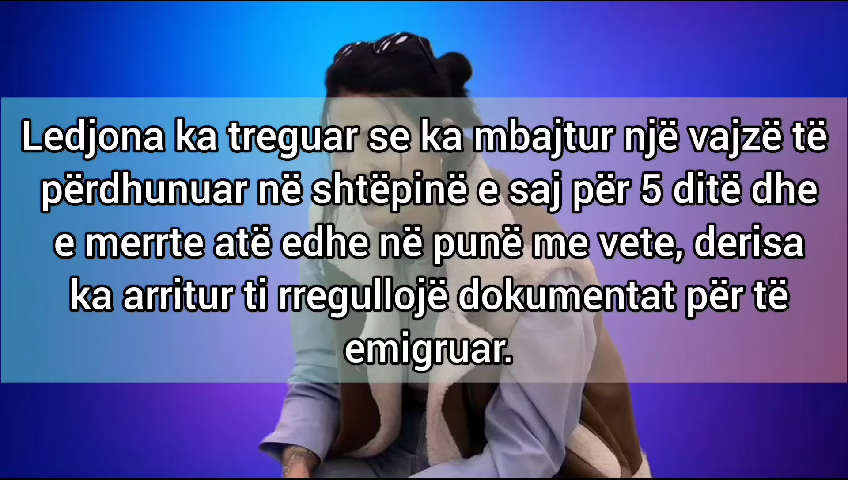 Ledjona ka treguar se ka mbajtur një vajzë të
përdhunuar në shtëpinë e saj për 5 ditë dhe
e merrte atë edhe në punë me vete, derisa
ka arritur ti rregullojë dokumentat për të
emigruar.